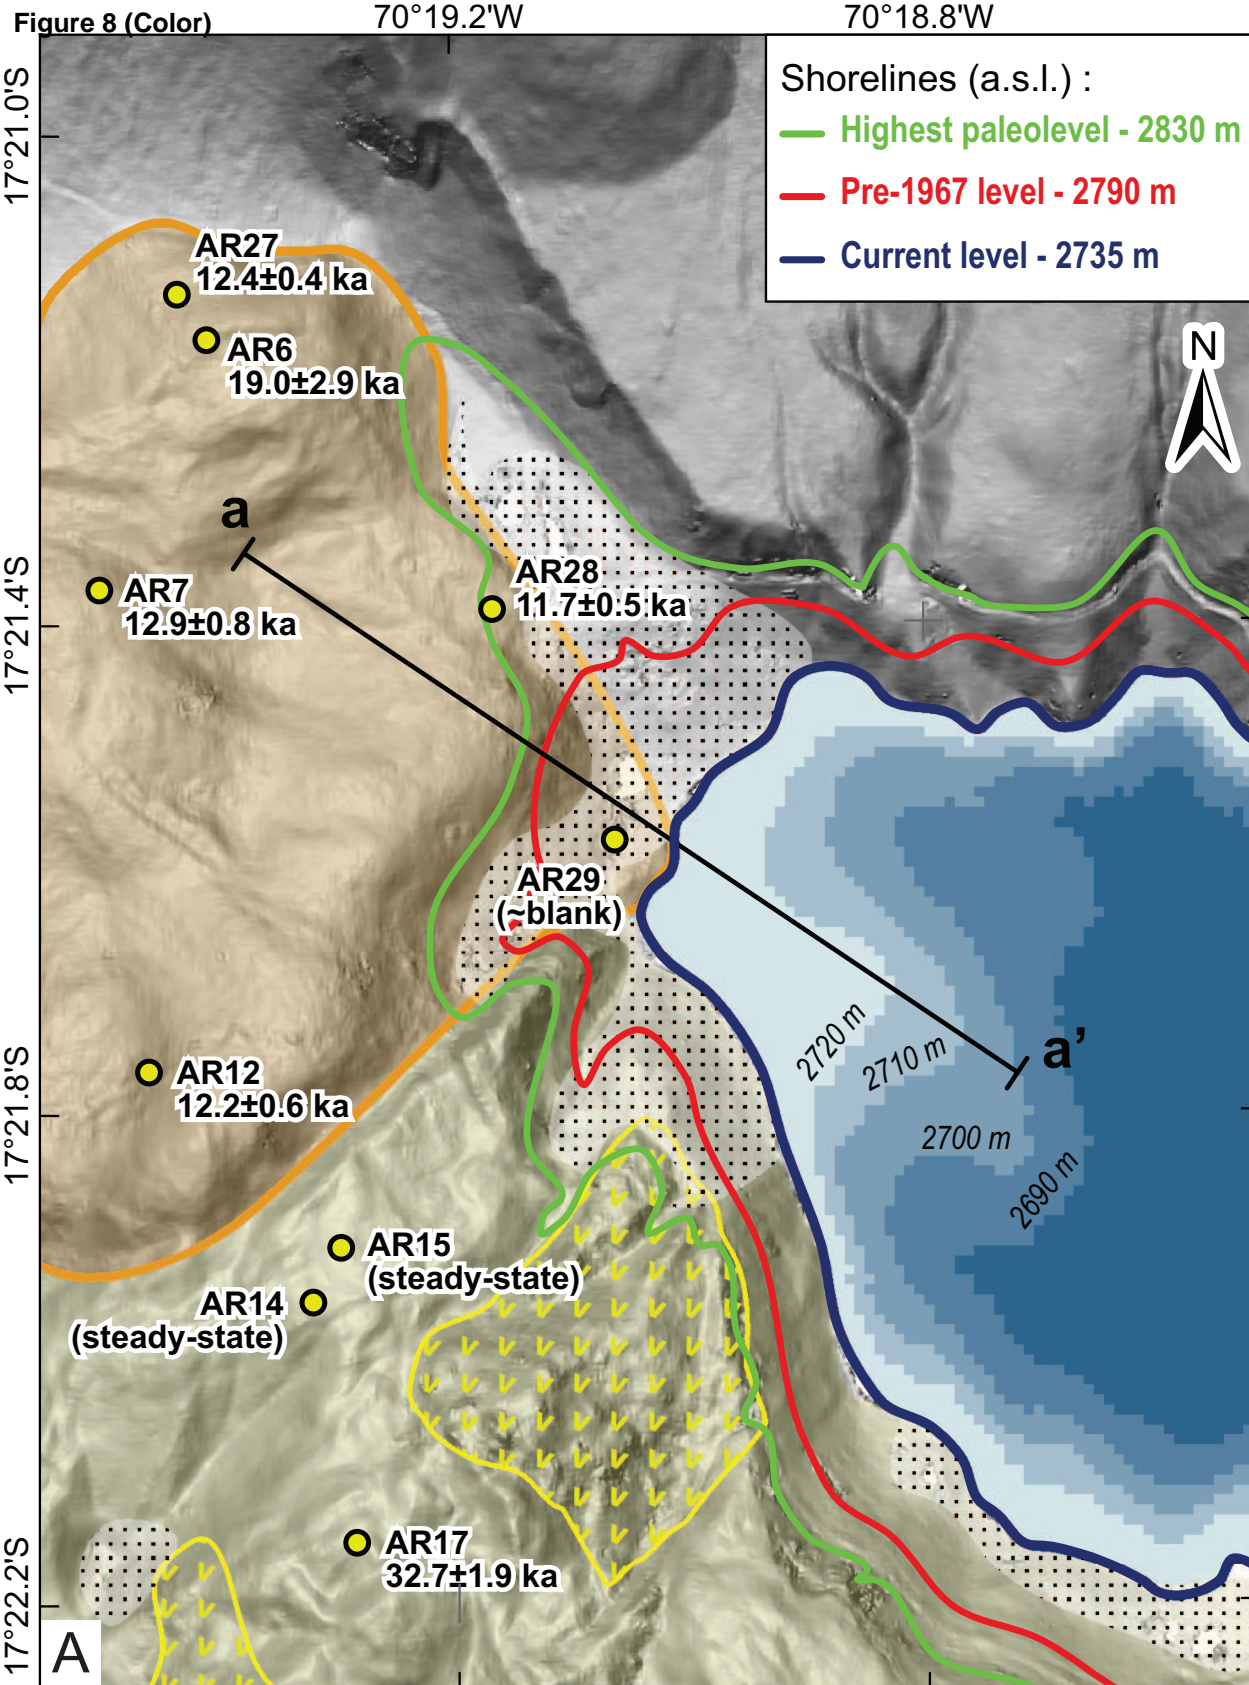 Figure 8 (Color)
70°19.2'W
70°18.8'W
17°21.0'S
17°21.4'S
17°21.8'S
17°22.2'S
Shorelines (a.s.l.) :
Highest paleolevel - 2830 m
Pre-1967 level - 2790 m
Current level - 2735 m
N
AR27
12.4±0.4 ka
AR6
19.0±2.9 ka
a
AR7
12.9±0.8 ka
AR28
11.7±0.5 ka
AR29
(~blank)
a’
2720 m
2710 m
2700 m
2690 m
AR12
12.2±0.6 ka
AR15
(steady-state)
AR14
(steady-state)
AR17
32.7±1.9 ka
A